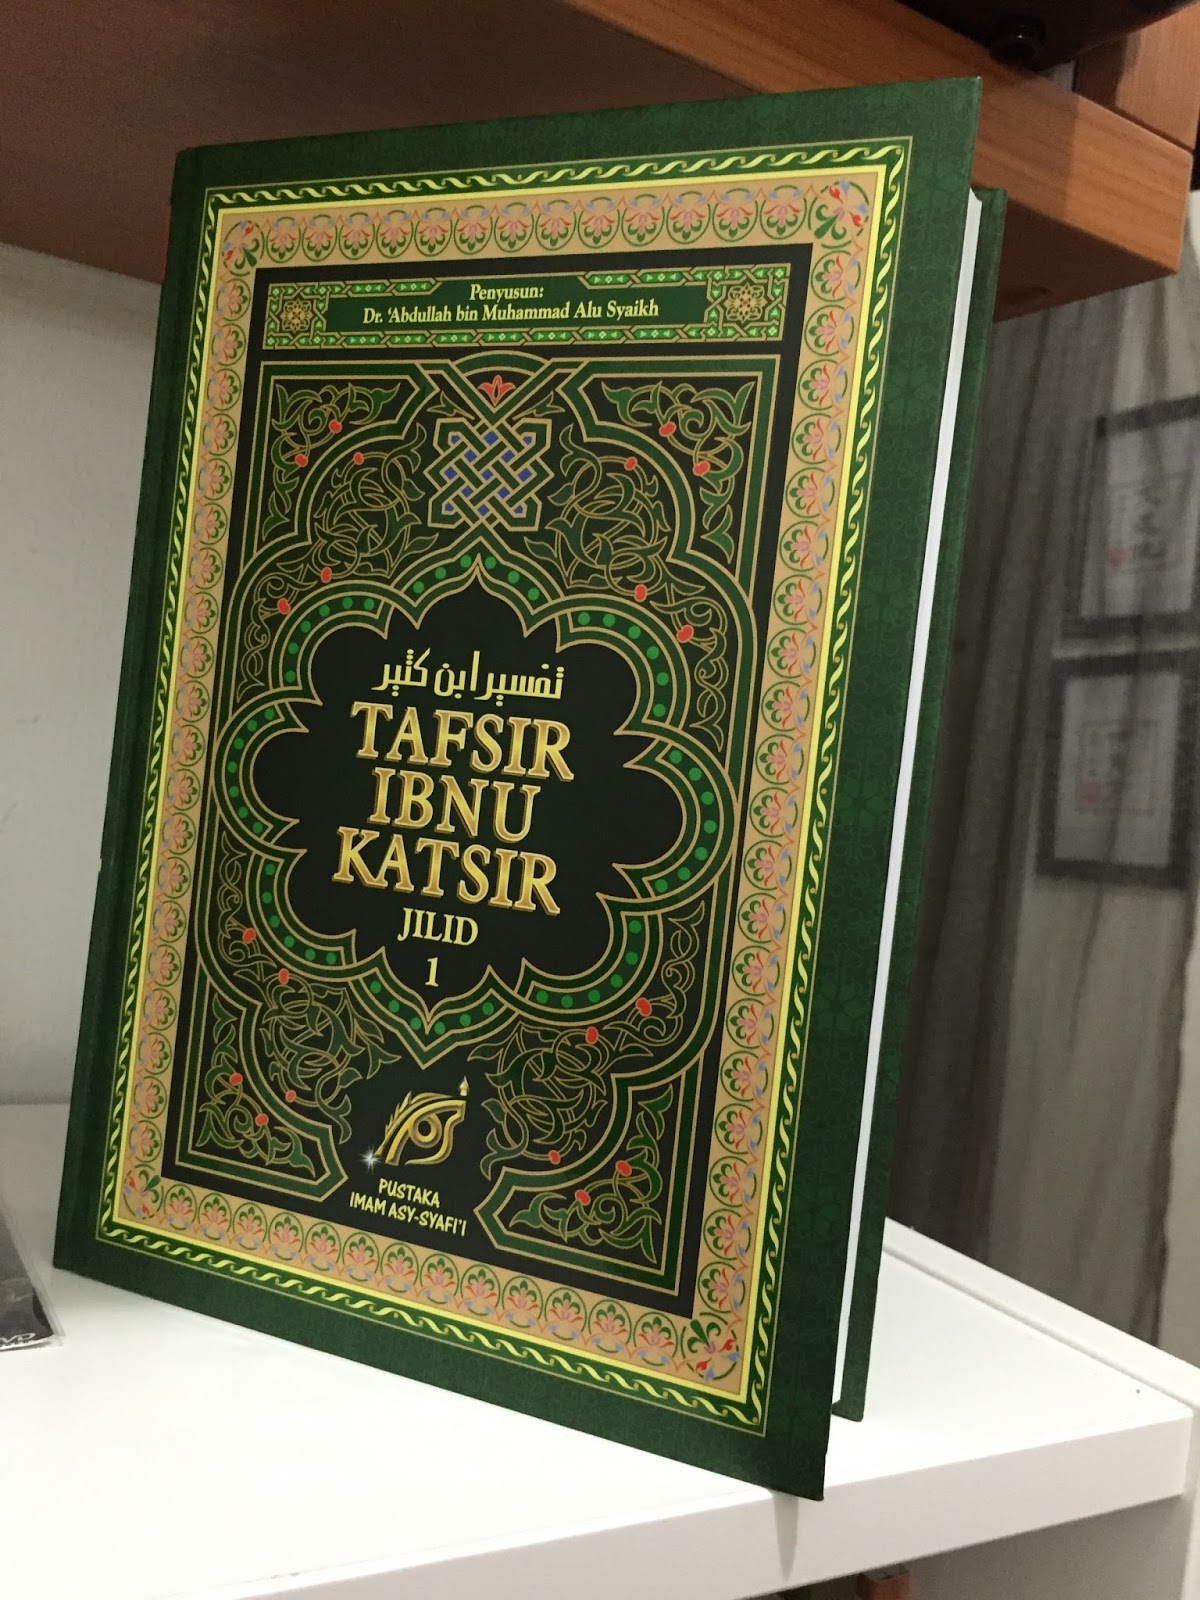 Penyusun:
Dr. 'Abdullah bin Muhammad Alu Syaikh
تفسير ابن كثير
TAFSIR
IBNU
KATSIR
JILID
1
PUSTAKA
IMAM ASY-SYAFI'I